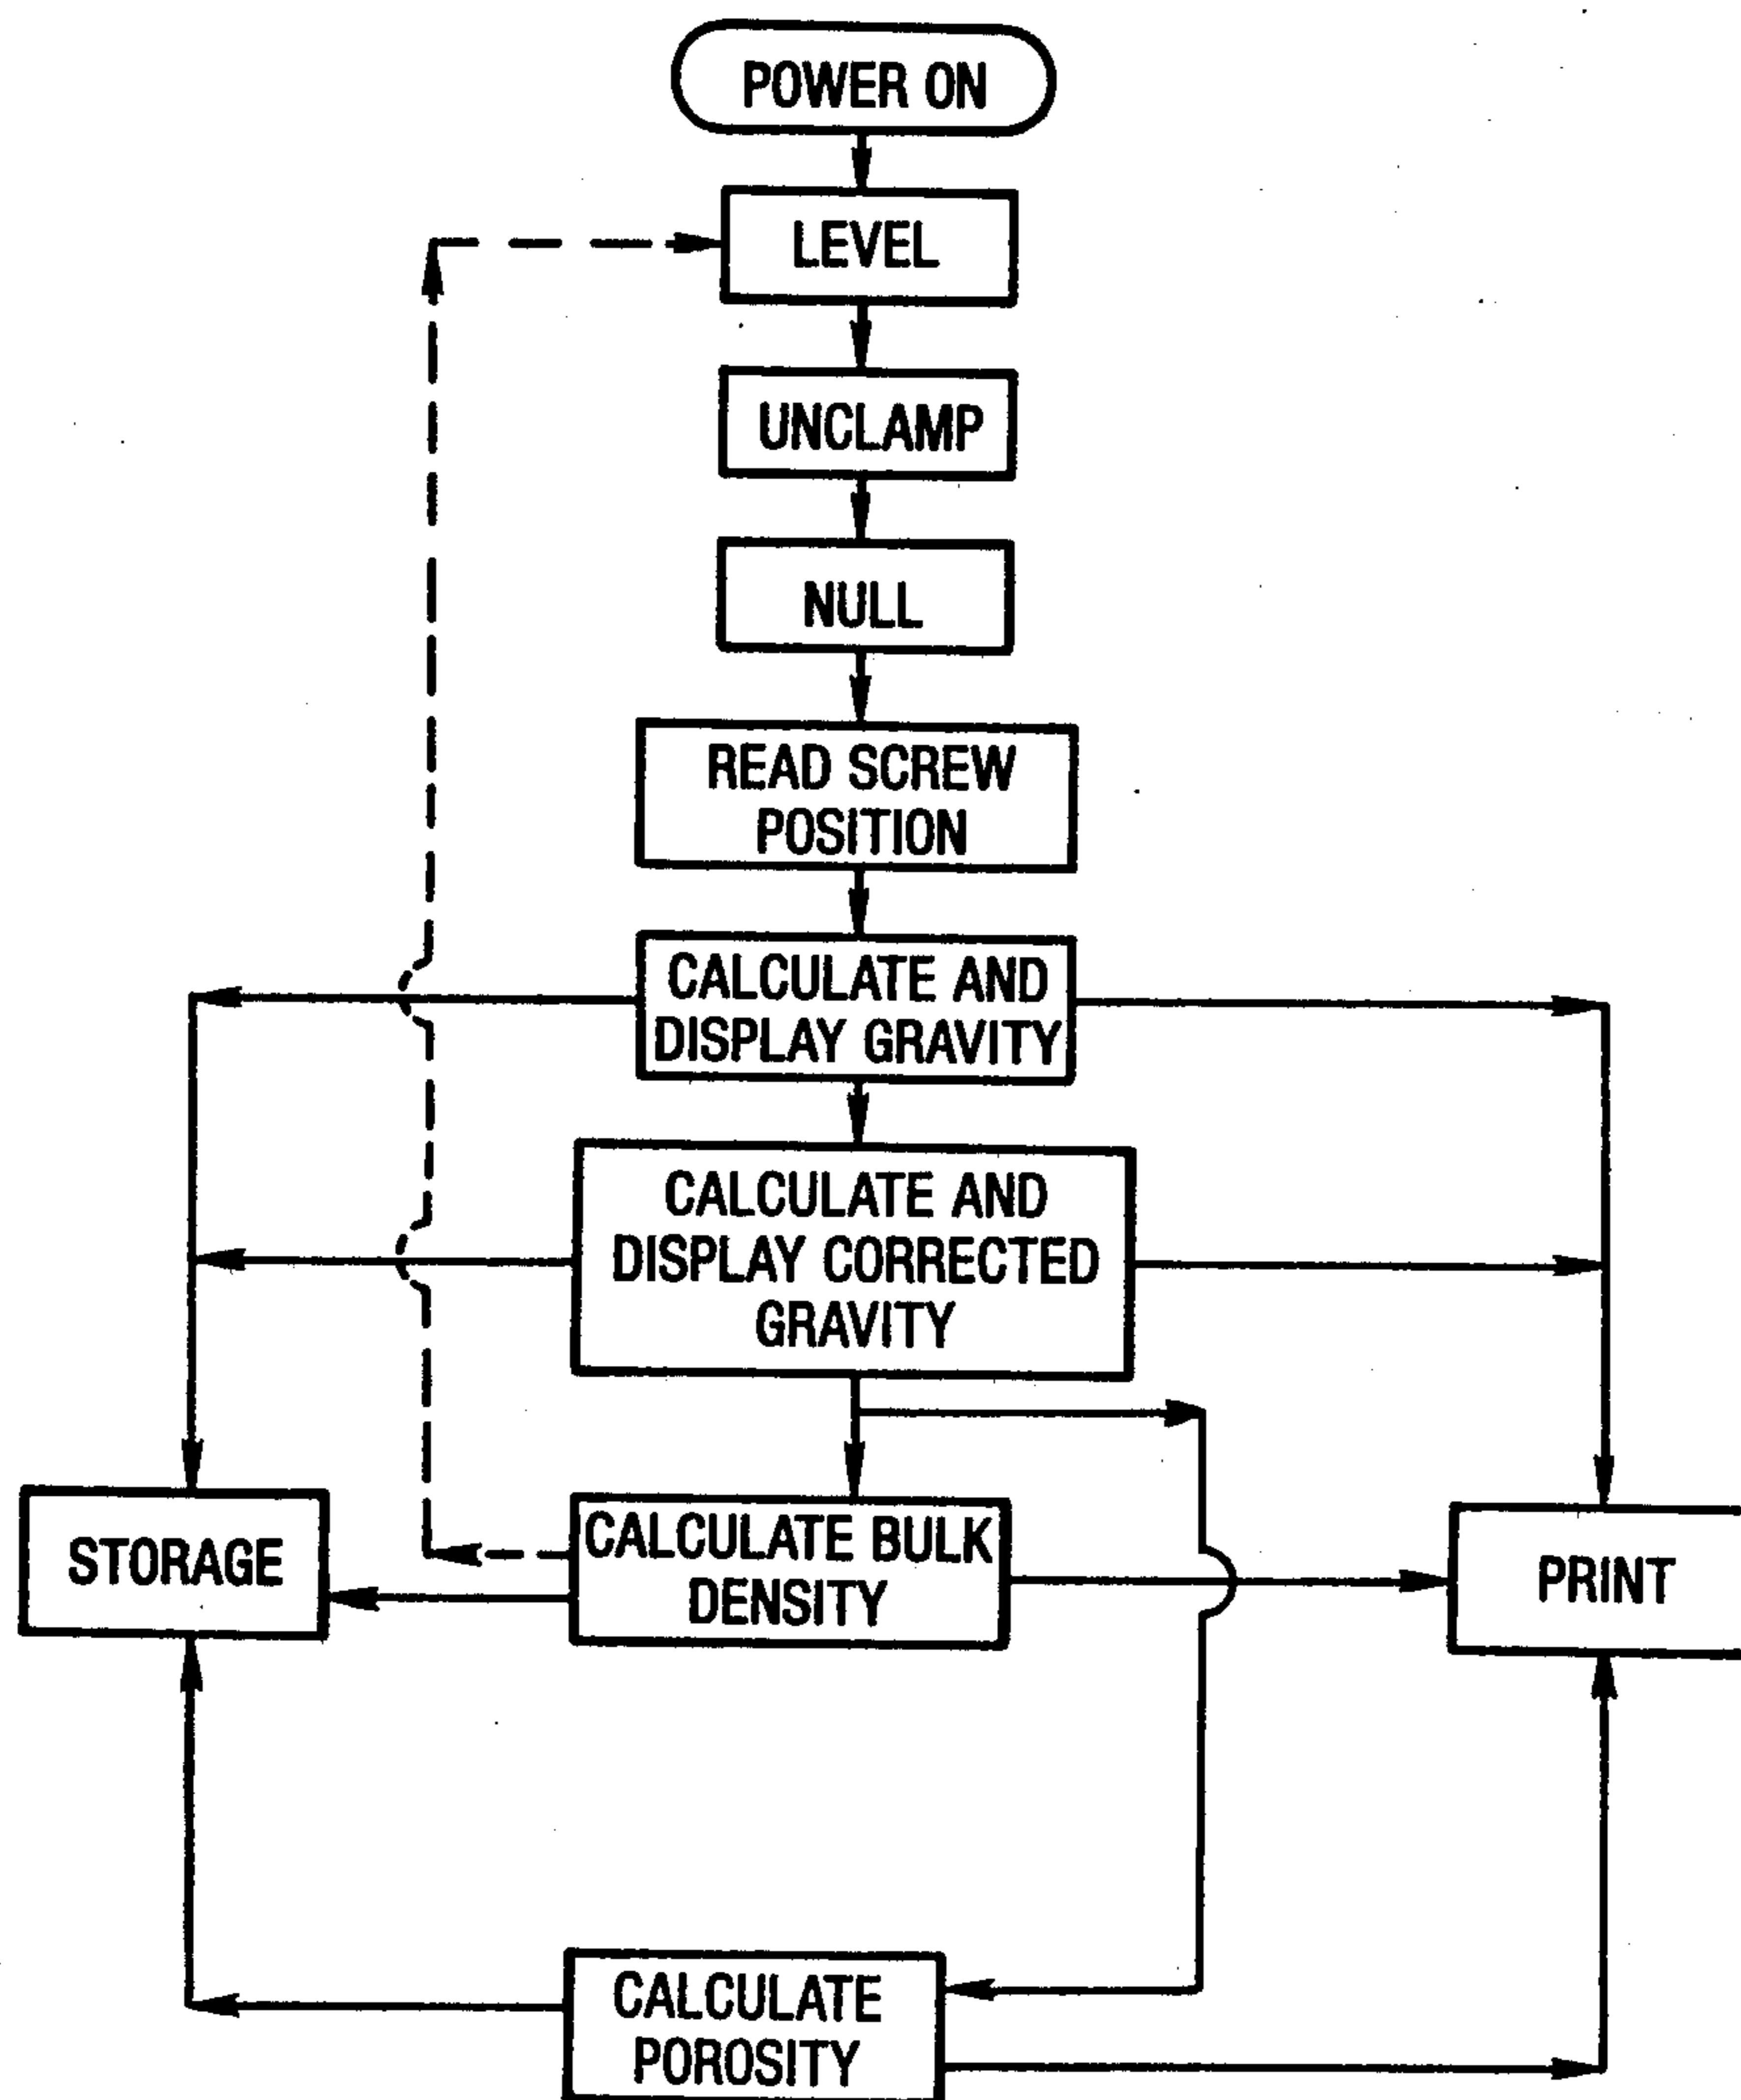 POWER ON
LEVEL
UNCLAMP
NULL
READ SCREW
POSITION
CALCULATE AND
DISPLAY GRAVITY
CALCULATE AND
DISPLAY CORRECTED
GRAVITY
STORAGE
CALCULATE BULK
DENSITY
PRINT
CALCULATE
POROSITY